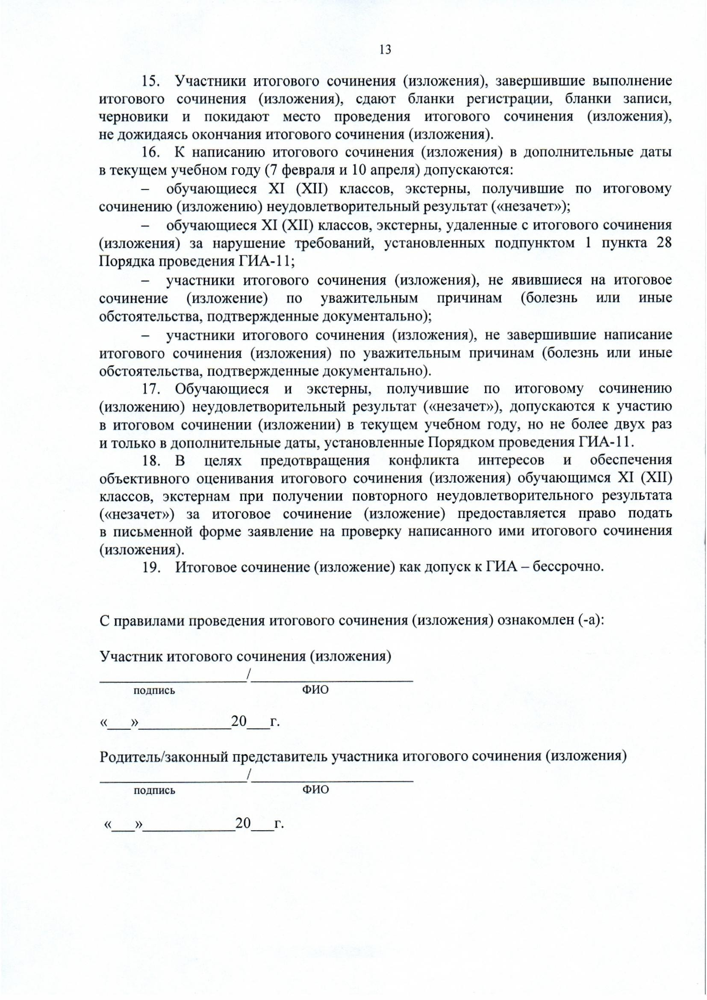 13
15. Участники итогового сочинения (изложения), завершившие выполнение
итогового сочинения (изложения), сдают бланки регистрации, бланки записи,
черновики и покидают место проведения итогового сочинения (изложения),
не дожидаясь окончания итогового сочинения (изложения).
16. К написанию итогового сочинения (изложения) в дополнительные даты
в текущем учебном году (7 февраля и 10 апреля) допускаются:
– обучающиеся XI (XII) классов, экстерны, получившие по итоговому
сочинению (изложению) неудовлетворительный результат («незачет»);
– обучающиеся XI (XII) классов, экстерны, удаленные с итогового сочинения
(изложения) за нарушение требований, установленных подпунктом 1 пункта 28
Порядка проведения ГИА-11;
– участники итогового сочинения (изложения), не явившиеся на итоговое
сочинение (изложение) по уважительным причинам (болезнь или иные
обстоятельства, подтвержденные документально);
– участники итогового сочинения (изложения), не завершившие написание
итогового сочинения (изложения) по уважительным причинам (болезнь или иные
обстоятельства, подтвержденные документально).
17. Обучающиеся и экстерны, получившие по итоговому сочинению
(изложению) неудовлетворительный результат («незачет»), допускаются к участию
в итоговом сочинении (изложении) в текущем учебном году, но не более двух раз
и только в дополнительные даты, установленные Порядком проведения ГИА-11.
18. В целях предотвращения конфликта интересов и обеспечения
объективного оценивания итогового сочинения (изложения) обучающимся XI (XII)
классов, экстернам при получении повторного неудовлетворительного результата
(«незачет») за итоговое сочинение (изложение) предоставляется право подать
в письменной форме заявление на проверку написанного ими итогового сочинения
(изложения).
19. Итоговое сочинение (изложение) как допуск к ГИА – бессрочно.
С правилами проведения итогового сочинения (изложения) ознакомлен (-а):
Участник итогового сочинения (изложения)
___________________/_____________________
подпись ФИО
«___»____________20___г.
Родитель/законный представитель участника итогового сочинения (изложения)
___________________/_____________________
подпись ФИО
«___»____________20___г.